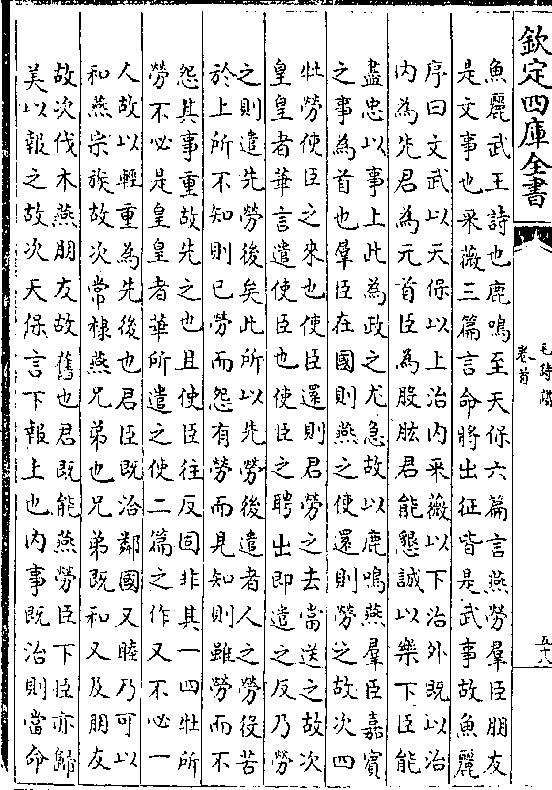 欽定四庫全書
毛詩譜
卷首
五十八
魚麗武王詩也鹿鳴至天保六篇言燕勞羣臣朋友
是文事也采薇三篇言命將出征皆是武事故魚麗
序曰文武以天保以上治内采薇以下治外既以治
内為先君為元首臣為股肱君能懇誠以樂下臣能
盡忠以事上此為政之尤急故以鹿鳴燕羣臣嘉賓
之事為首也羣臣在國則燕之使還則勞之故次四
牡勞使臣之來也使臣還則君勞之去當送之故次
皇皇者華言遣使臣也使臣之聘出即遣之反乃勞
之則遣先勞後矣此所以先勞後遣者人之勞役苦
於上所不知則已勞而怨有勞而見知則雖勞而不
怨其事重故先之也且使臣往反固非其一四牡所
勞不必是皇皇者華所遣之使二篇之作又不必一
人故以輕重為先後也君臣既洽鄰國又睦乃可以
和燕宗族故次常棣燕兄弟也兄弟既和又及朋友
故次伐木燕朋友故舊也君既能燕勞臣下臣亦歸
美以報之故次天保言下報上也内事既治則當命